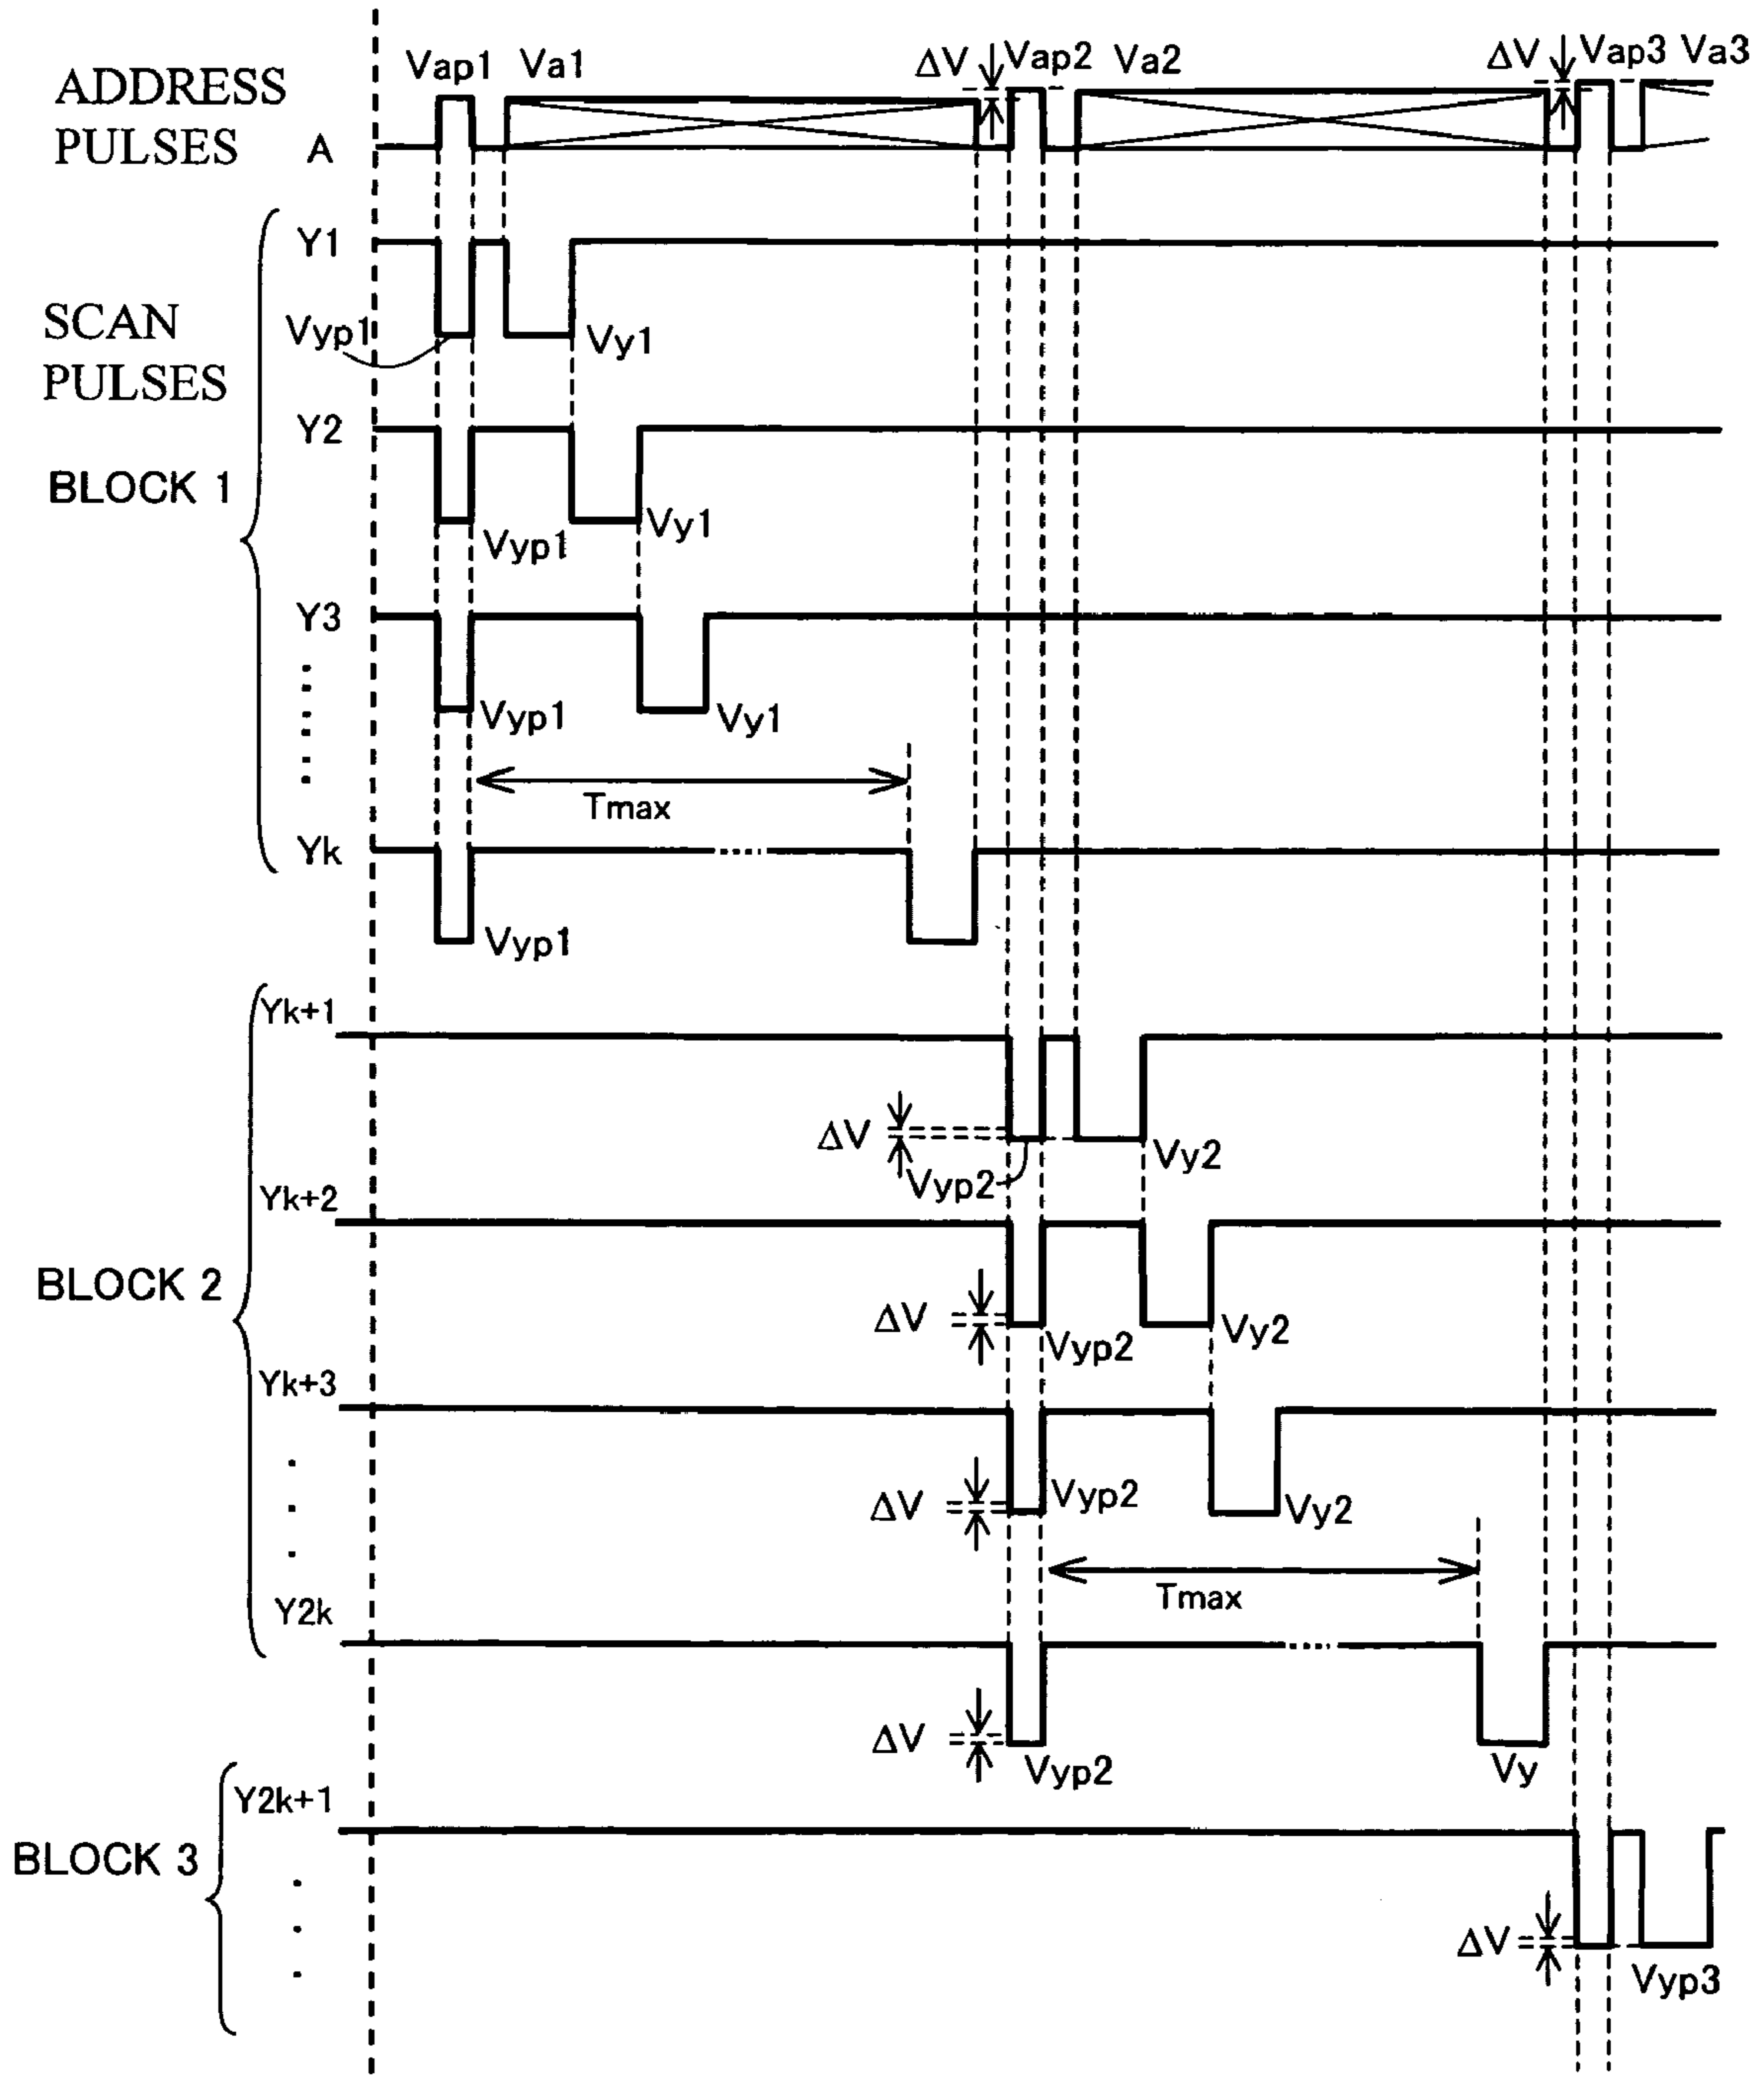 Vap1 Va1 ΔV Vap2 Va2 ΔV Vap3 Va3
ADDRESS
PULSES A
Y1
SCAN
PULSES
Vyp1 Vy1
Y2
BLOCK 1
Vyp1 Vy1
Y3
Vyp1 Vy1
Tmax
Yk
Vyp1
Yk+1
ΔV Vy2
Vyp2
Yk+2
BLOCK 2
ΔV Vyp2 Vy2
Yk+3
ΔV Vyp2 Vy2
Tmax
Y2k
ΔV
Vyp2 Vy
Y2k+1
BLOCK 3
ΔV
Vyp3